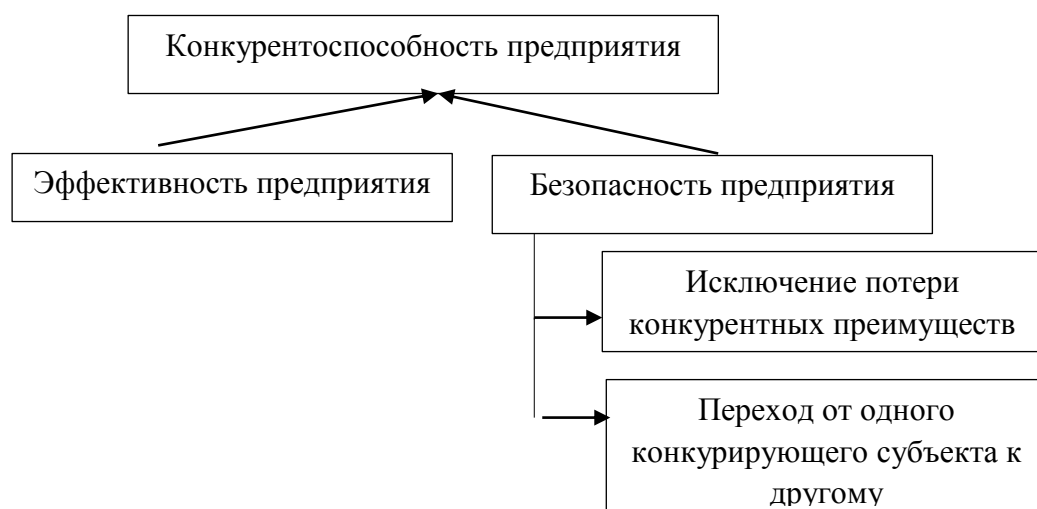 Конкурентоспособность предприятия
Эффективность предприятия
Безопасность предприятия
Исключение потери
конкурентных преимуществ
Переход от одного
конкурирующего субъекта к
другому